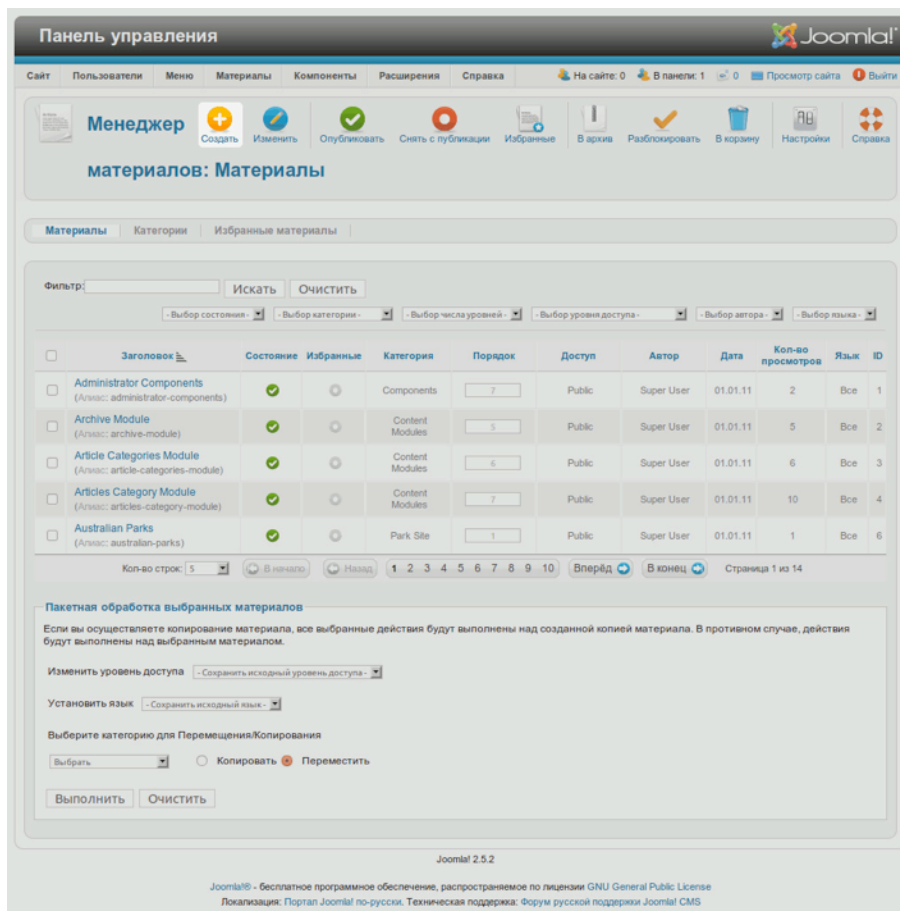 Панель управления
Joomla!
Сайт Пользователи Меню Материалы Компоненты Расширения Справка На сайте: 0 В панели: 1 0 Просмотр сайта Выйти
Менеджер материалов: Материалы
Создать Изменить Опубликовать Снять с публикации Избранные В архив Разблокировать В корзину Настройки Справка
Материалы Категории Избранные материалы
Фильтр: Искать Очистить
- Выбор состояния - - Выбор категории - - Выбор числа уровней - - Выбор уровня доступа - - Выбор автора - - Выбор языка -
Заголовок Состояние Избранные Категория Порядок Доступ Автор Дата Кол-во просмотров Язык ID
Administrator Components
(Алиас: administrator-components) Components 7 Public Super User 01.01.11 2 Все 1
Archive Module
(Алиас: archive-module) Content Modules 5 Public Super User 01.01.11 5 Все 2
Article Categories Module
(Алиас: article-categories-module) Content Modules 6 Public Super User 01.01.11 6 Все 3
Articles Category Module
(Алиас: articles-category-module) Content Modules 7 Public Super User 01.01.11 10 Все 4
Australian Parks
(Алиас: australian-parks) Park Site 1 Public Super User 01.01.11 1 Все 6
Кол-во строк: 5 В начало Назад 1 2 3 4 5 6 7 8 9 10 Вперёд В конец Страница 1 из 14
Пакетная обработка выбранных материалов
Если вы осуществляете копирование материала, все выбранные действия будут выполнены над созданной копией материала. В противном случае, действия
будут выполнены над выбранным материалом.
Изменить уровень доступа - Сохранить исходный уровень доступа -
Установить язык - Сохранить исходный язык -
Выберите категорию для Перемещения/Копирования
Выбрать Копировать Переместить
Выполнить Очистить
Joomla! 2.5.2
Joomla!® - бесплатное программное обеспечение, распространяемое по лицензии GNU General Public License
Локализация: Портал Joomla! по-русски. Техническая поддержка: Форум русской поддержки Joomla! CMS